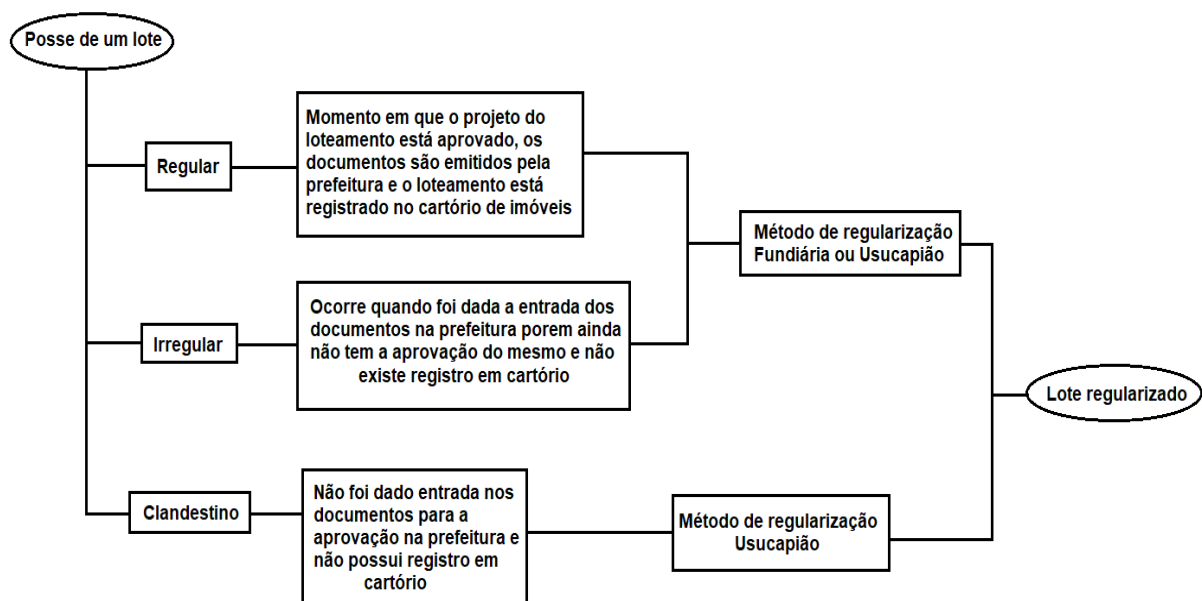 Posse de um lote
Regular
Momento em que o projeto do
loteamento está aprovado, os
documentos são emitidos pela
prefeitura e o loteamento está
registrado no cartório de imóveis
Método de regularização
Fundiária ou Usucapião
Irregular
Ocorre quando foi dada a entrada dos
documentos na prefeitura porem ainda
não tem a aprovação do mesmo e não
existe registro em cartório
Lote regularizado
Clandestino
Não foi dado entrada nos
documentos para a
aprovação na prefeitura e
não possui registro em
cartório
Método de regularização
Usucapião